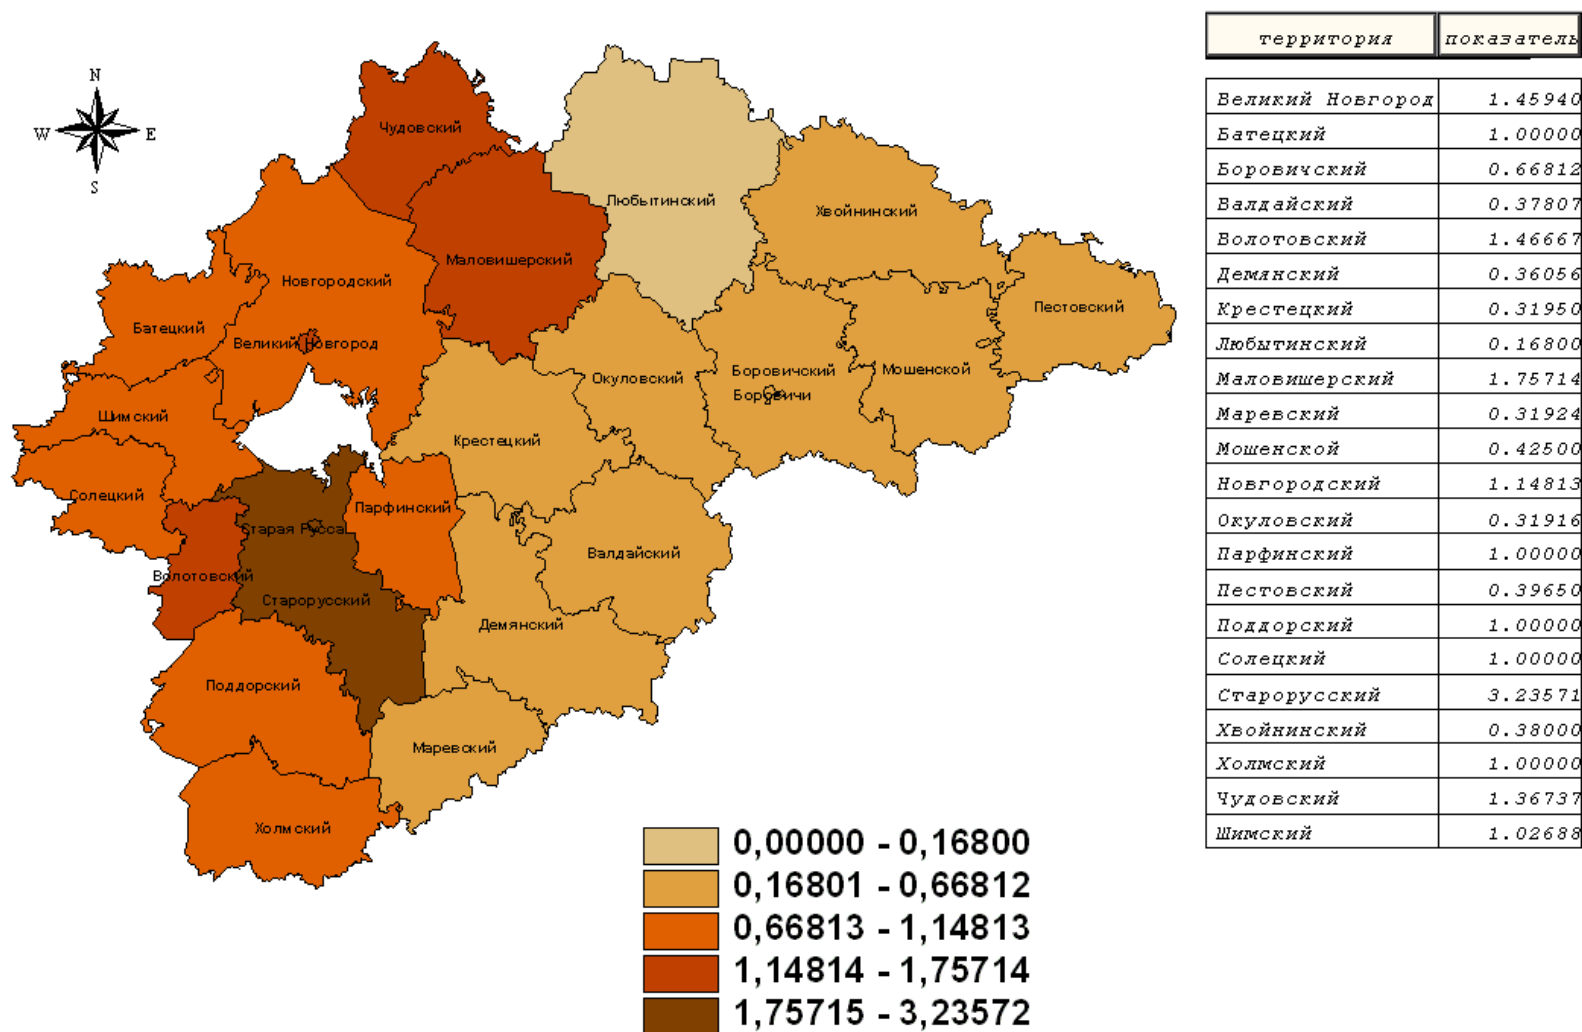 территория показатель
N
W E
S
Великий Новгород 1.45940
Батецкий 1.00000
Боровичский 0.66812
Валдайский 0.37807
Волотовский 1.46667
Демянский 0.36056
Крестецкий 0.31950
Любытинский 0.16800
Маловишерский 1.75714
Маревский 0.31924
Мошенской 0.42500
Новгородский 1.14813
Окуловский 0.31916
Парфинский 1.00000
Пестовский 0.39650
Поддорский 1.00000
Солецкий 1.00000
Старорусский 3.23571
Хвойнинский 0.38000
Холмский 1.00000
Чудовский 1.36737
Шимский 1.02688
Чудовский
Любытинский
Хвойнинский
Маловишерский
Новгородский
Пестовский
Батецкий
Великий Новгород
Боровичский
Мошенской
Окуловский
Боровичи
Шимский
Крестецкий
Солецкий
Парфинский
Старая Русса
Валдайский
Волотовский
Старорусский
Демянский
Поддорский
Маревский
Холмский
0,00000 - 0,16800
0,16801 - 0,66812
0,66813 - 1,14813
1,14814 - 1,75714
1,75715 - 3,23572